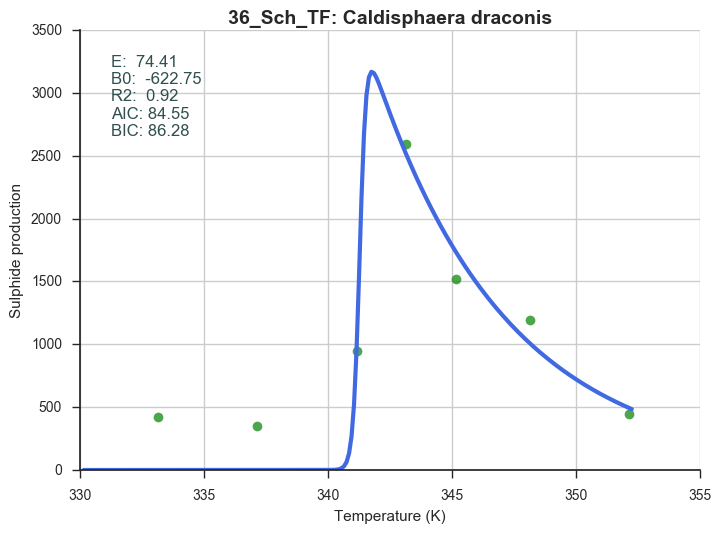 36_Sch_TF: Caldisphaera draconis
E:  74.41
B0:  -622.75
R2:  0.92
AIC: 84.55
BIC: 86.28
Sulphide production
3500
3000
2500
2000
1500
1000
500
0
330
335
340
345
350
355
Temperature (K)